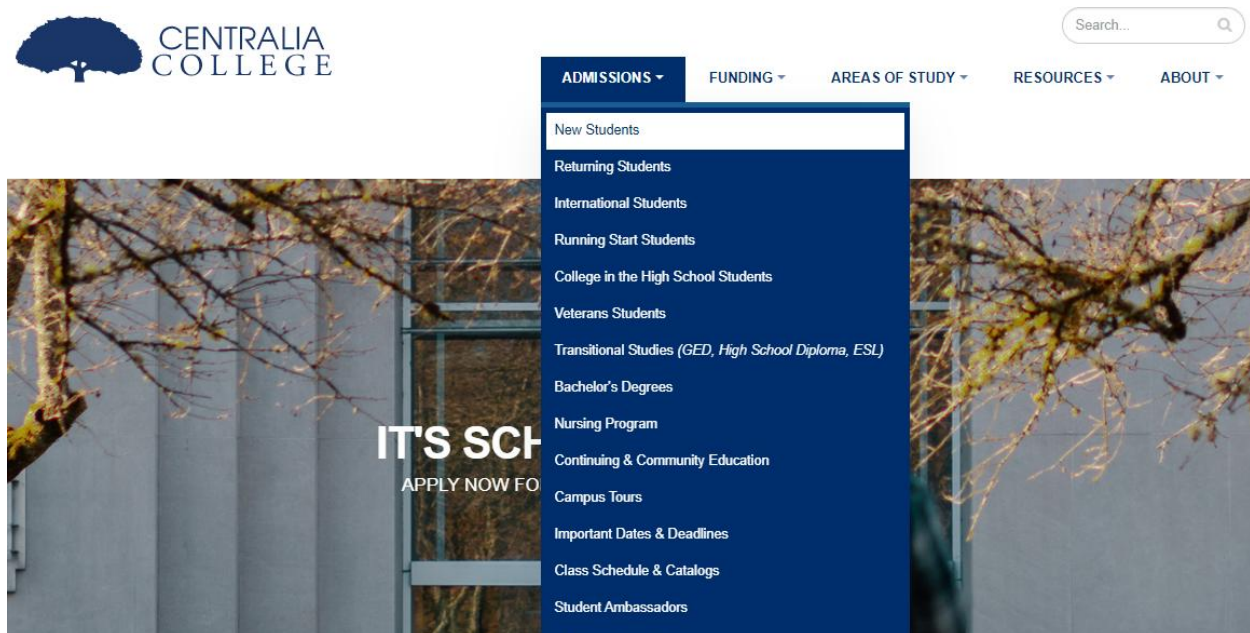 CENTRALIA
COLLEGE
Search...
ADMISSIONS
FUNDING
AREAS OF STUDY
RESOURCES
ABOUT
New Students
Returning Students
International Students
Running Start Students
College in the High School Students
Veterans Students
Transitional Studies (GED, High School Diploma, ESL)
Bachelor's Degrees
Nursing Program
Continuing & Community Education
Campus Tours
Important Dates & Deadlines
Class Schedule & Catalogs
Student Ambassadors
IT'S SCH
APPLY NOW FO